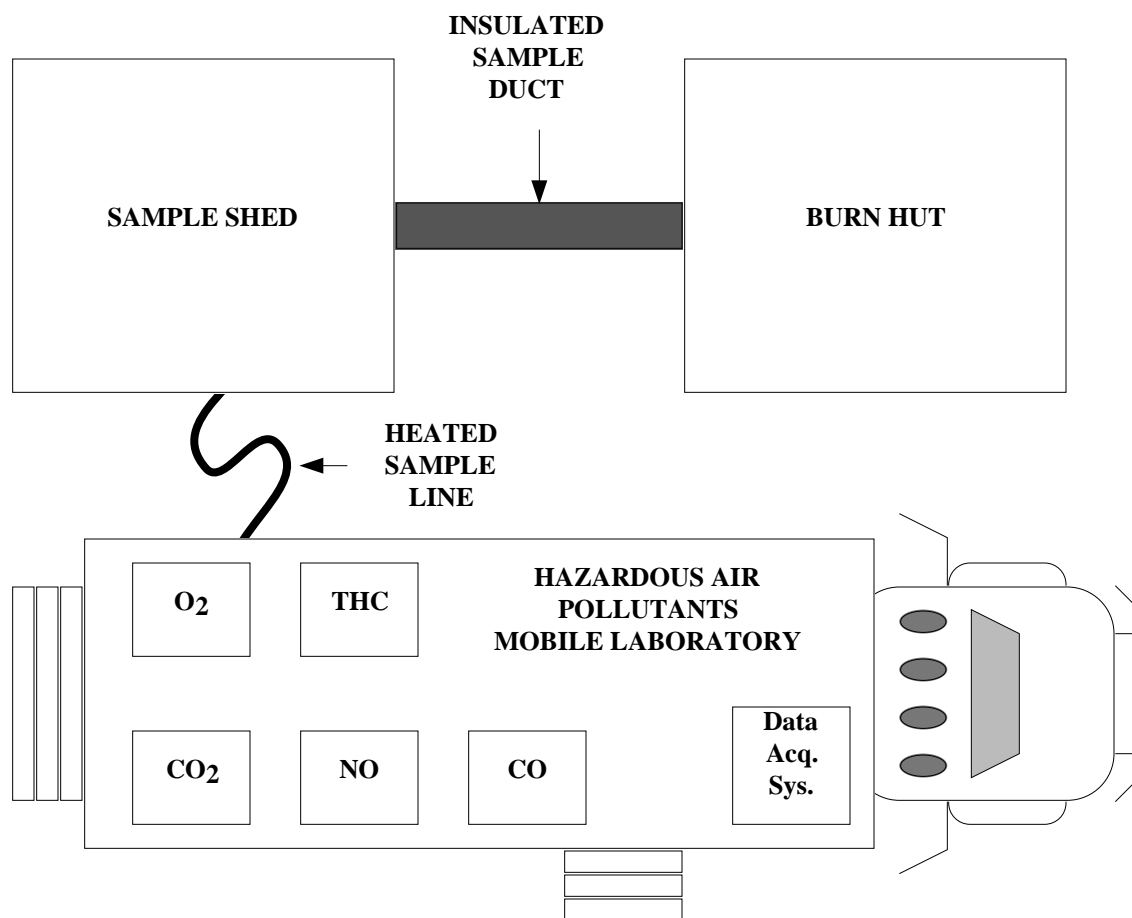 INSULATED
SAMPLE
DUCT
SAMPLE SHED
BURN HUT
HEATED
SAMPLE
LINE
HAZARDOUS AIR
POLLUTANTS
MOBILE LABORATORY
O2
THC
CO2
NO
CO
Data
Acq.
Sys.